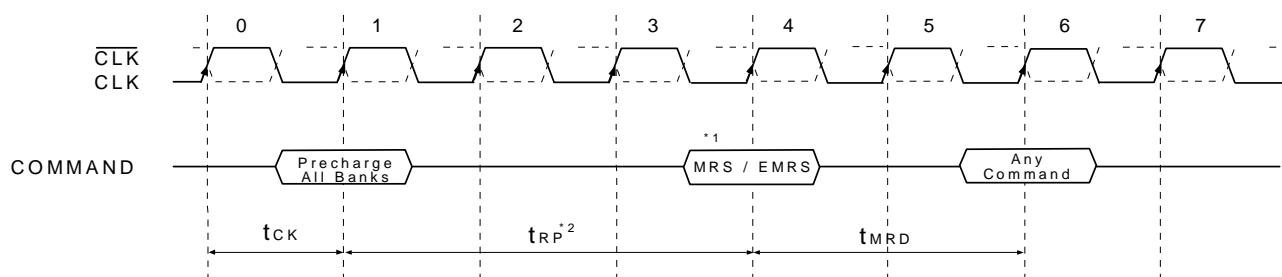 0 1 2 3 4 5 6 7
CLK
CLK
COMMAND
Precharge
All Banks
*1
MRS / EMRS
Any
Command
tCK
tRP*2
tMRD